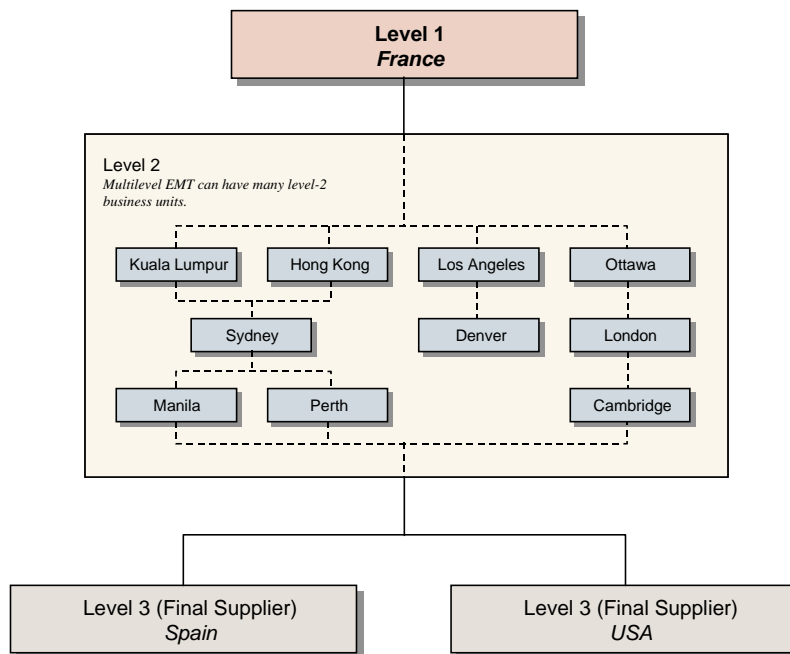 Level 1
France
Level 2
Multilevel EMT can have many level-2
business units.
Kuala Lumpur
Hong Kong
Los Angeles
Ottawa
Sydney
Denver
London
Manila
Perth
Cambridge
Level 3 (Final Supplier)
Spain
Level 3 (Final Supplier)
USA